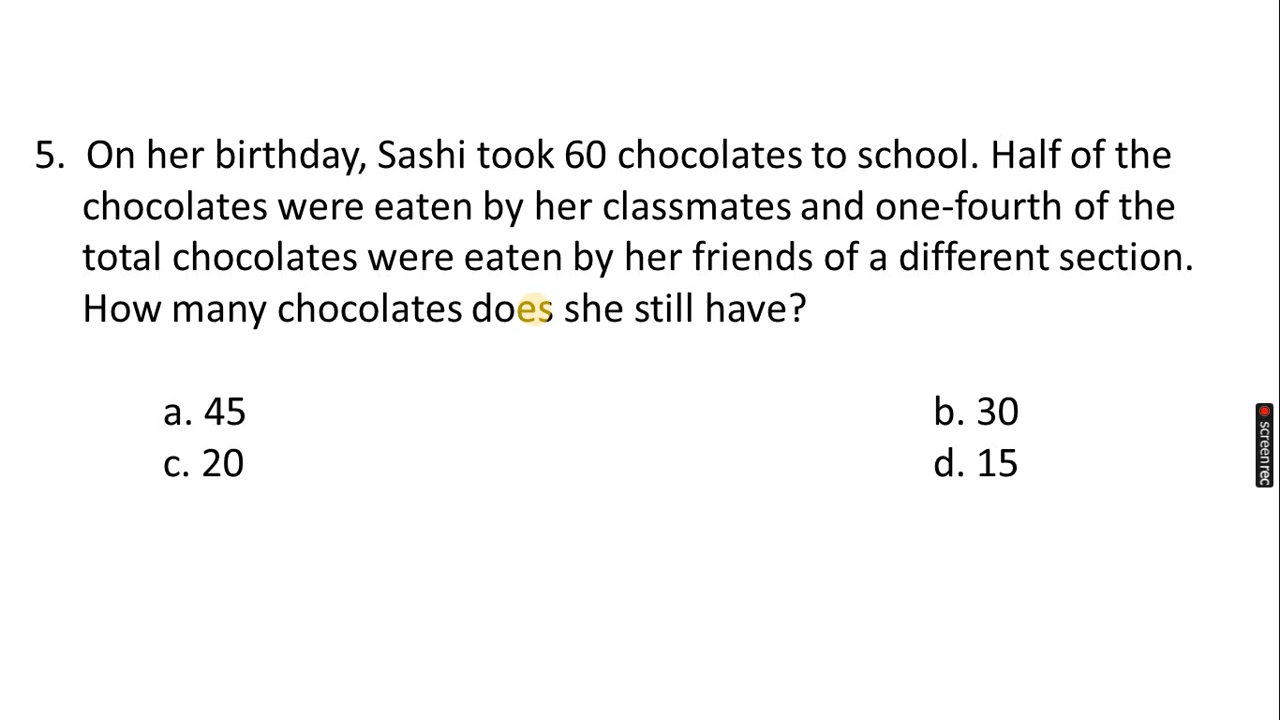 5. On her birthday, Sashi took 60 chocolates to school. Half of the
chocolates were eaten by her classmates and one-fourth of the
total chocolates were eaten by her friends of a different section.
How many chocolates does she still have?
a. 45 b. 30
c. 20 d. 15
screenrec